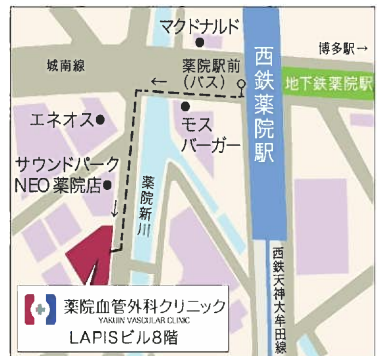 マクドナルド
城南線
薬院駅前
(バス)
←
博多駅→
地下鉄薬院駅
西鉄薬院駅
エネオス
モス
バーガー
サウンドパーク
NEO薬院店
↓
薬院新川
西鉄天神大牟田線
薬院血管外科クリニック
YAKUIN VASCULAR CLINIC
LAPISビル8階